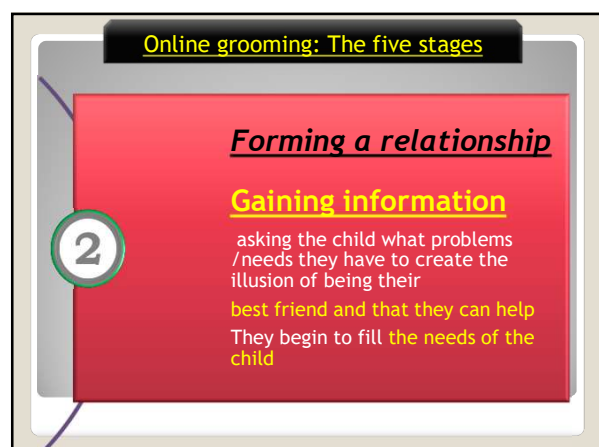 Online grooming: The five stages
Forming a relationship
Gaining information
2
asking the child what problems
/needs they have to create the
illusion of being their
best friend and that they can help
They begin to fill the needs of the
child